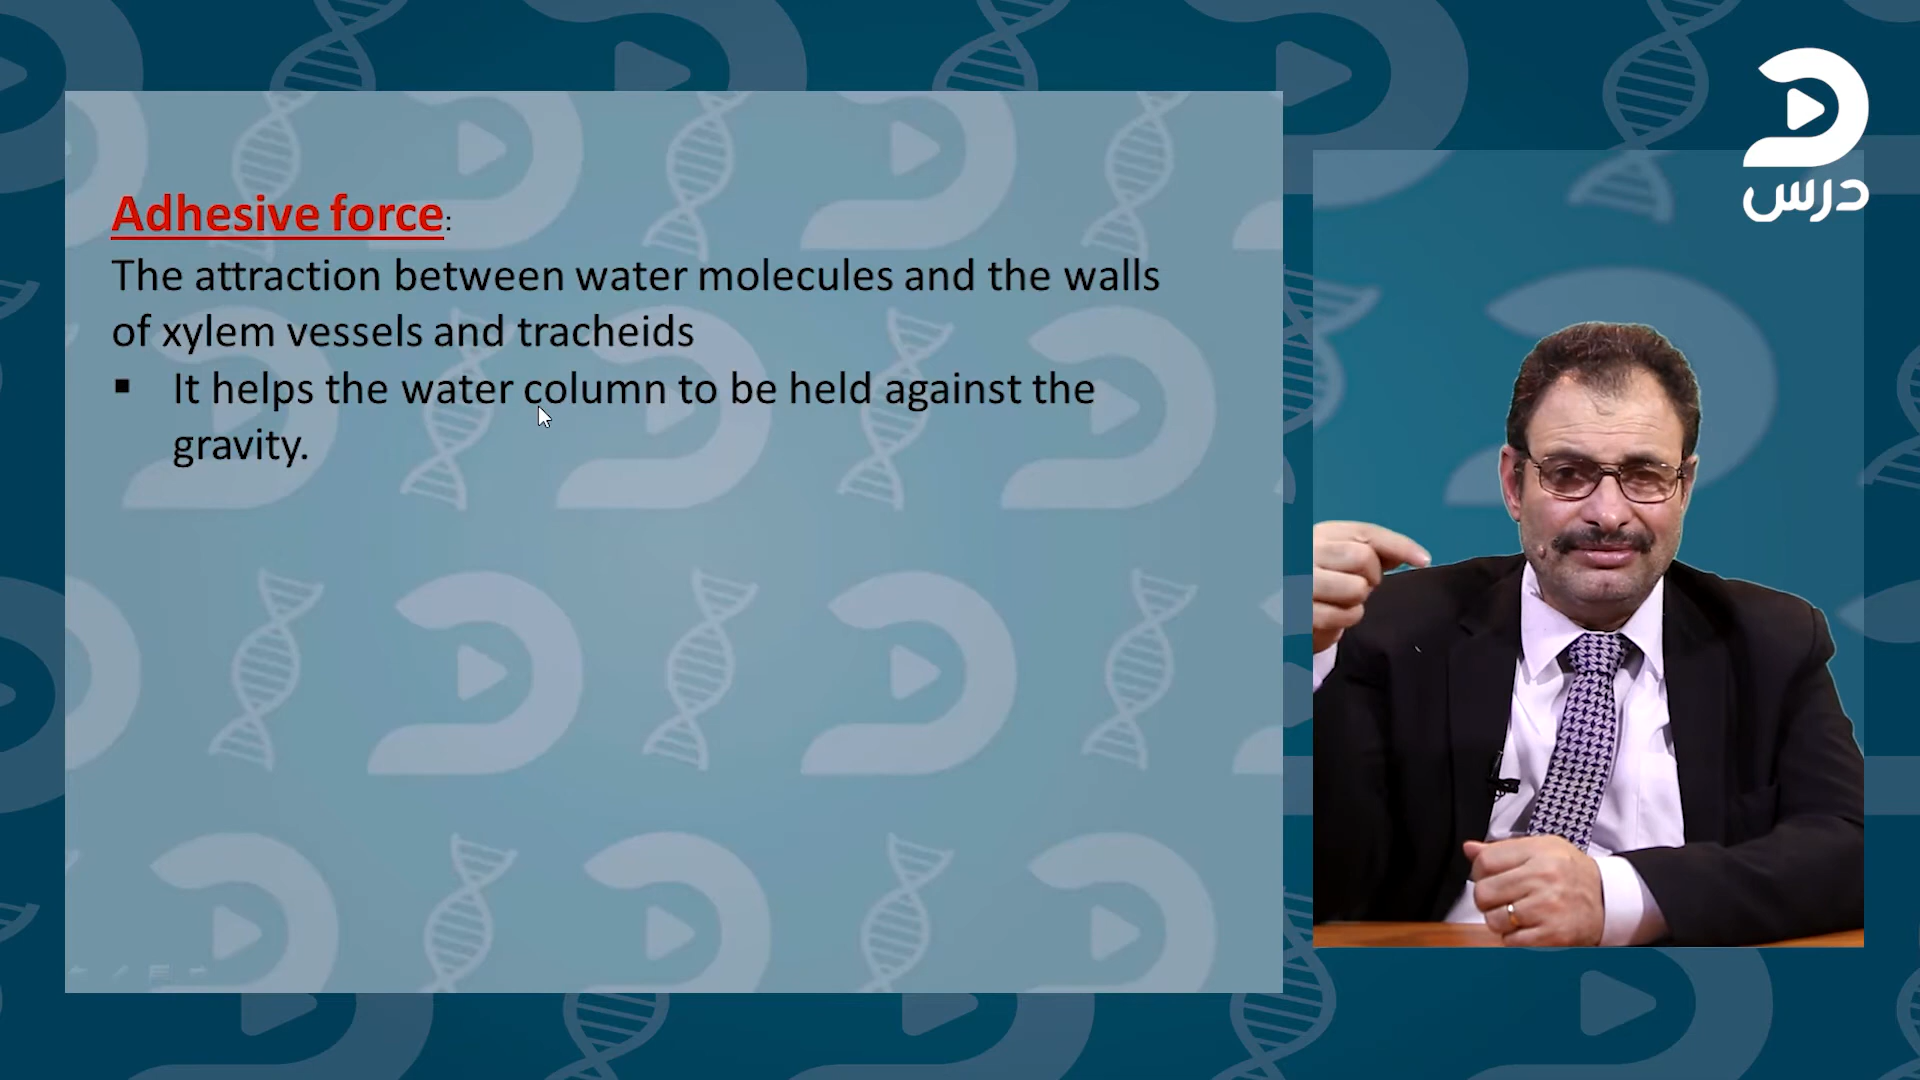 Adhesive force:
The attraction between water molecules and the walls
of xylem vessels and tracheids
▪ It helps the water column to be held against the
gravity.
درس